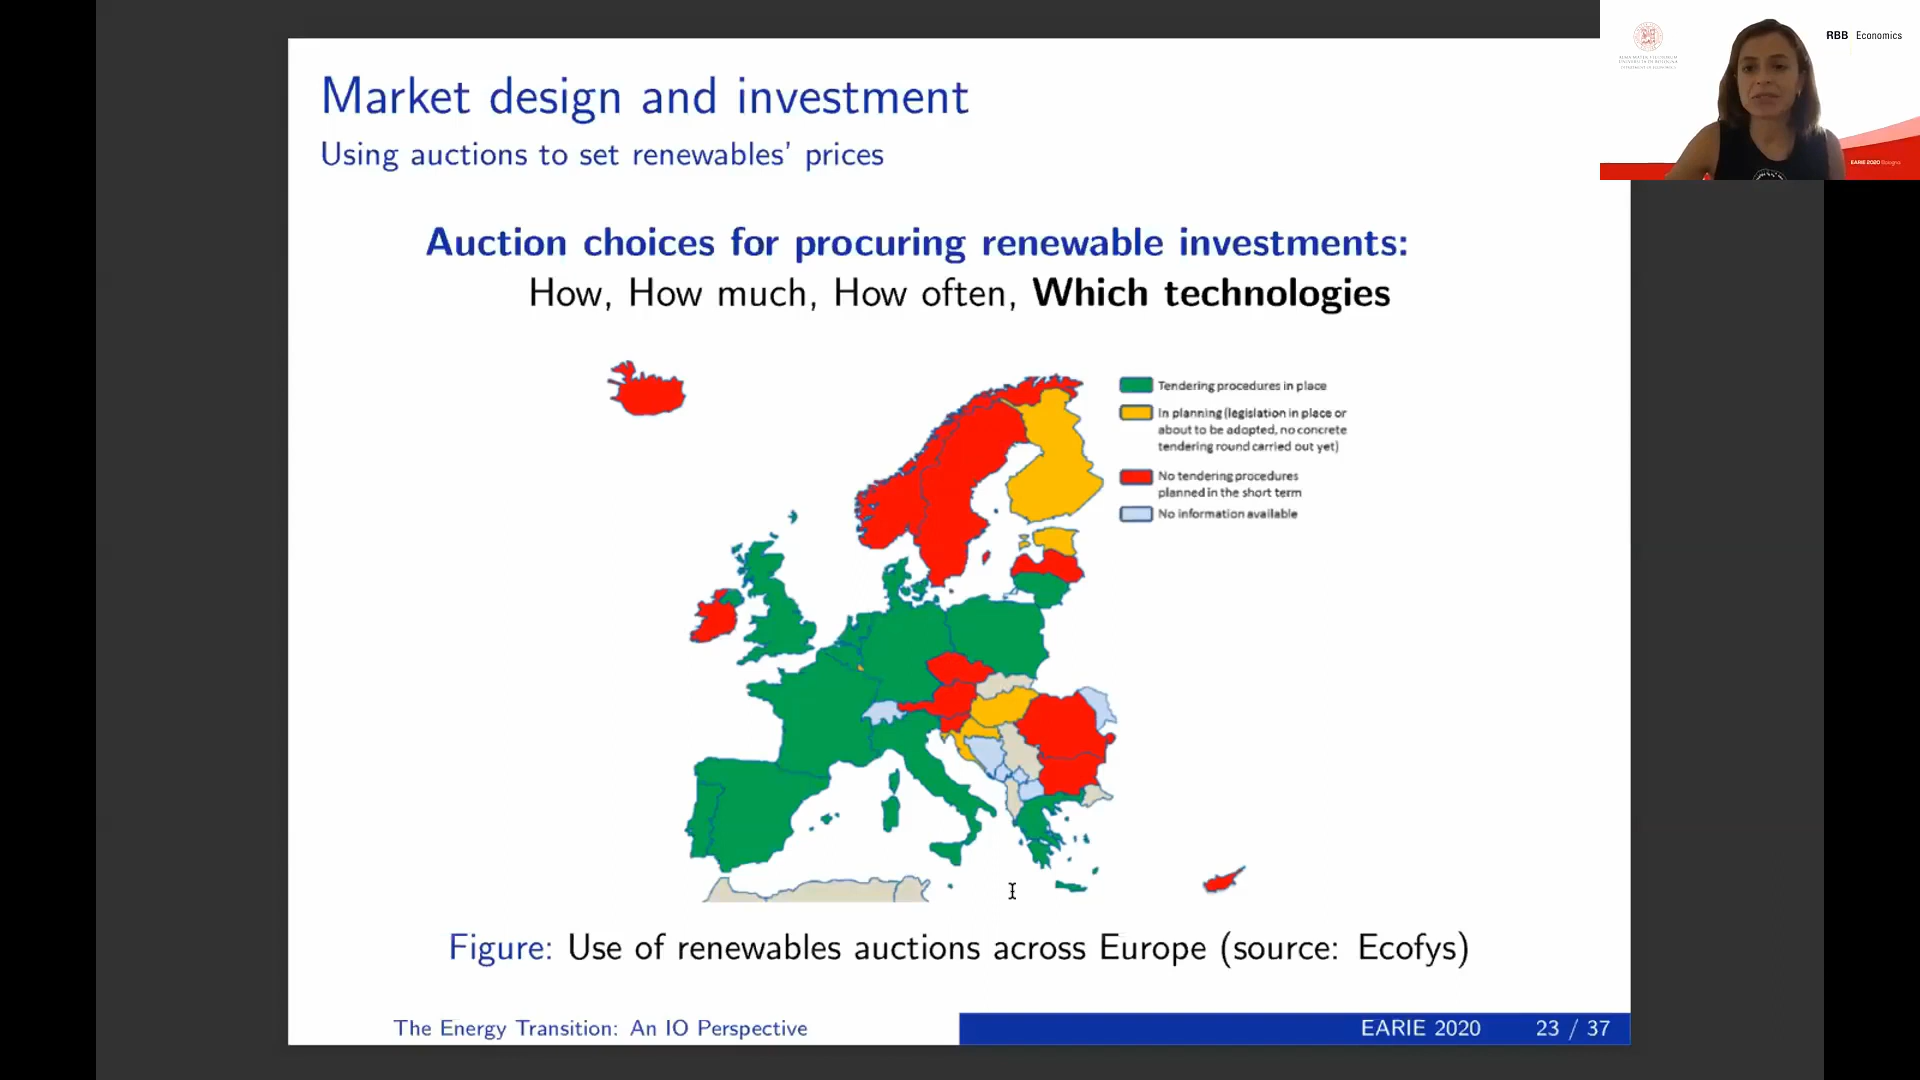 Market design and investment
Using auctions to set renewables' prices
Auction choices for procuring renewable investments:
How, How much, How often, Which technologies
Tendering procedures in place
In planning (legislation in place or
about to be adopted, no concrete
tendering round carried out yet)
No tendering procedures
planned in the short term
No information available
Figure: Use of renewables auctions across Europe (source: Ecofys)
The Energy Transition: An IO Perspective
EARIE 2020
23 / 37
RBB Economics
EARIE 2020 Bologna